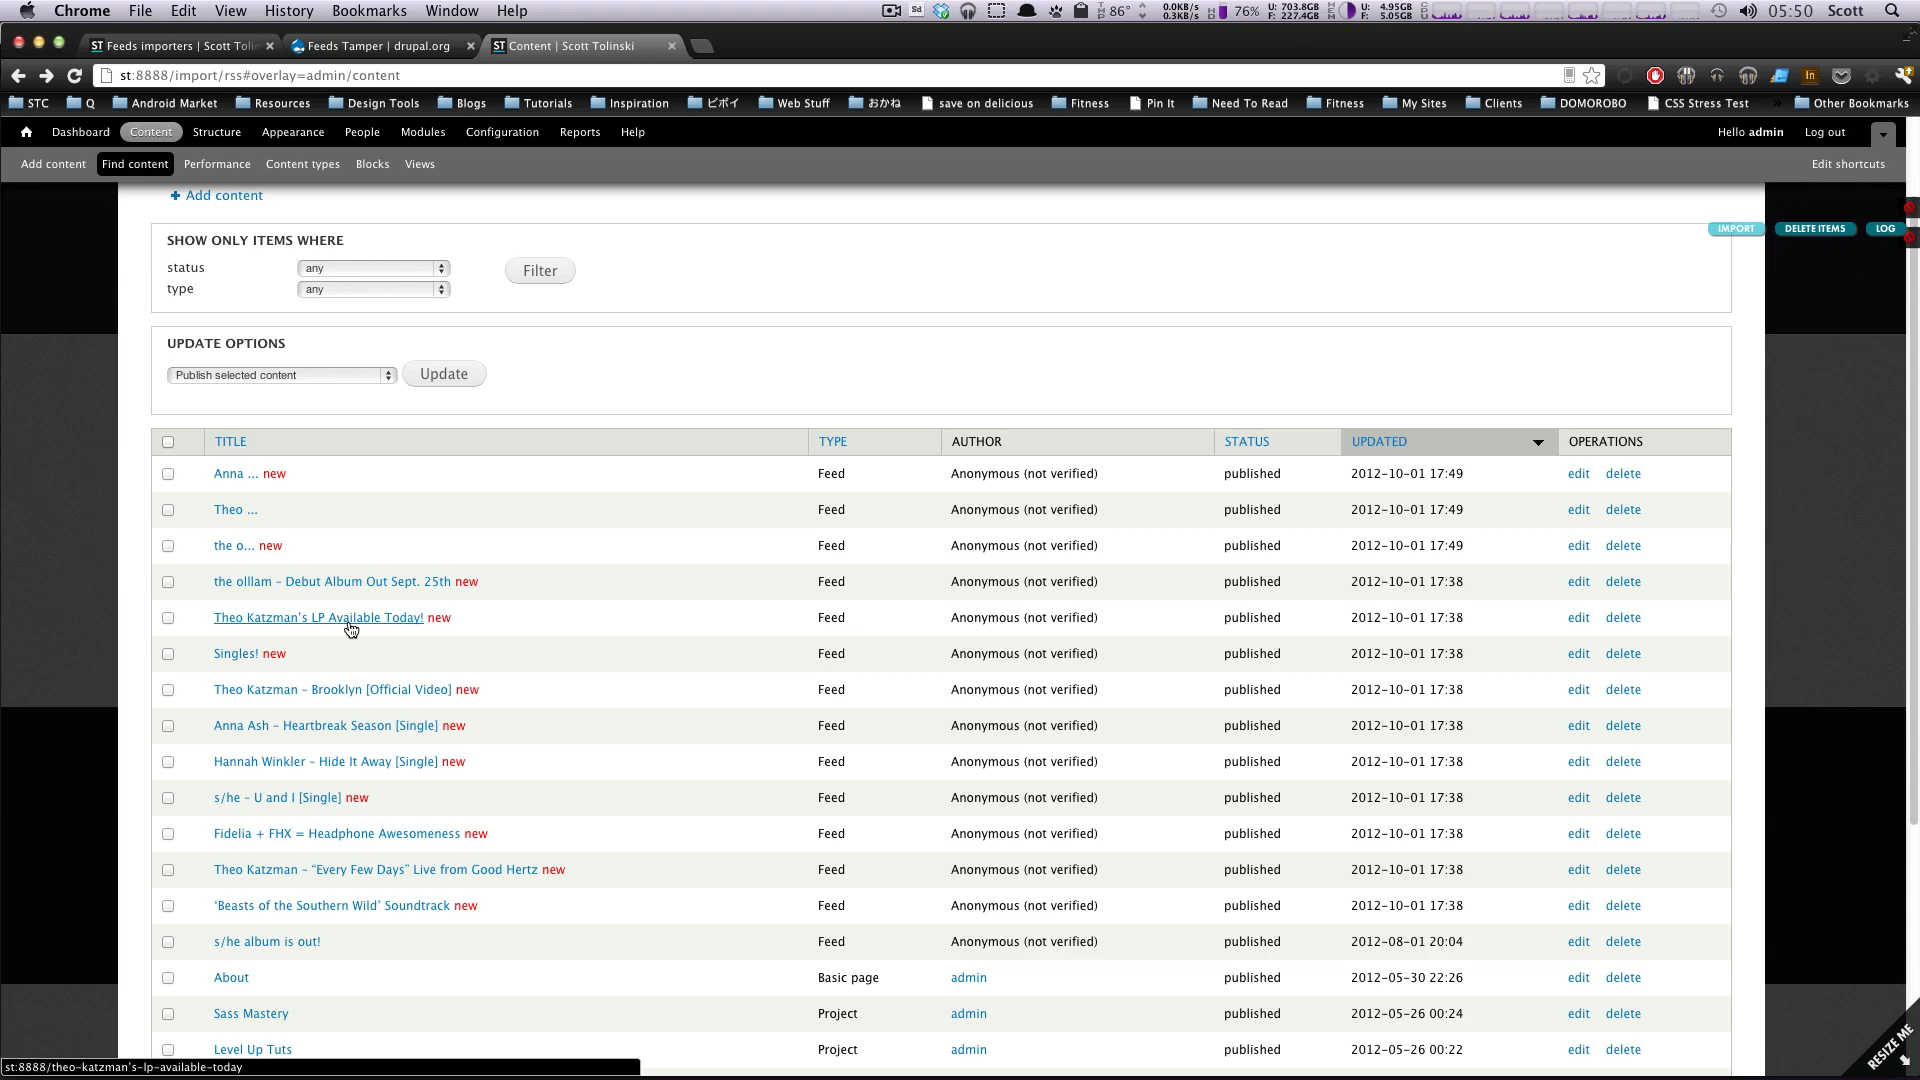 Chrome File Edit View History Bookmarks Window Help 86° 0.0KB/s 0.3KB/s 76% U: 703.8GB F: 227.4GB U: 4.95GB F: 5.05GB 05:50 Scott
Feeds importers | Scott Tolin Feeds Tamper | drupal.org Content | Scott Tolinski
st:8888/import/rss#overlay=admin/content
STC Q Android Market Resources Design Tools Blogs Tutorials Inspiration ビボイ Web Stuff おかね save on delicious Fitness Pin It Need To Read Fitness My Sites Clients DOMOROBO CSS Stress Test » Other Bookmarks
Dashboard Content Structure Appearance People Modules Configuration Reports Help Hello admin Log out
Add content Find content Performance Content types Blocks Views Edit shortcuts
+ Add content
IMPORT DELETE ITEMS LOG
SHOW ONLY ITEMS WHERE
status any Filter
type any
UPDATE OPTIONS
Publish selected content Update
TITLE TYPE AUTHOR STATUS UPDATED OPERATIONS
Anna ... new Feed Anonymous (not verified) published 2012-10-01 17:49 edit delete
Theo ... Feed Anonymous (not verified) published 2012-10-01 17:49 edit delete
the o... new Feed Anonymous (not verified) published 2012-10-01 17:49 edit delete
the olllam – Debut Album Out Sept. 25th new Feed Anonymous (not verified) published 2012-10-01 17:38 edit delete
Theo Katzman's LP Available Today! new Feed Anonymous (not verified) published 2012-10-01 17:38 edit delete
Singles! new Feed Anonymous (not verified) published 2012-10-01 17:38 edit delete
Theo Katzman – Brooklyn [Official Video] new Feed Anonymous (not verified) published 2012-10-01 17:38 edit delete
Anna Ash – Heartbreak Season [Single] new Feed Anonymous (not verified) published 2012-10-01 17:38 edit delete
Hannah Winkler – Hide It Away [Single] new Feed Anonymous (not verified) published 2012-10-01 17:38 edit delete
s/he – U and I [Single] new Feed Anonymous (not verified) published 2012-10-01 17:38 edit delete
Fidelia + FHX = Headphone Awesomeness new Feed Anonymous (not verified) published 2012-10-01 17:38 edit delete
Theo Katzman – “Every Few Days” Live from Good Hertz new Feed Anonymous (not verified) published 2012-10-01 17:38 edit delete
‘Beasts of the Southern Wild’ Soundtrack new Feed Anonymous (not verified) published 2012-10-01 17:38 edit delete
s/he album is out! Feed Anonymous (not verified) published 2012-08-01 20:04 edit delete
About Basic page admin published 2012-05-30 22:26 edit delete
Sass Mastery Project admin published 2012-05-26 00:24 edit delete
Level Up Tuts Project admin published 2012-05-26 00:22 edit delete
st:8888/theo-katzman's-lp-available-today
RESIZE ME